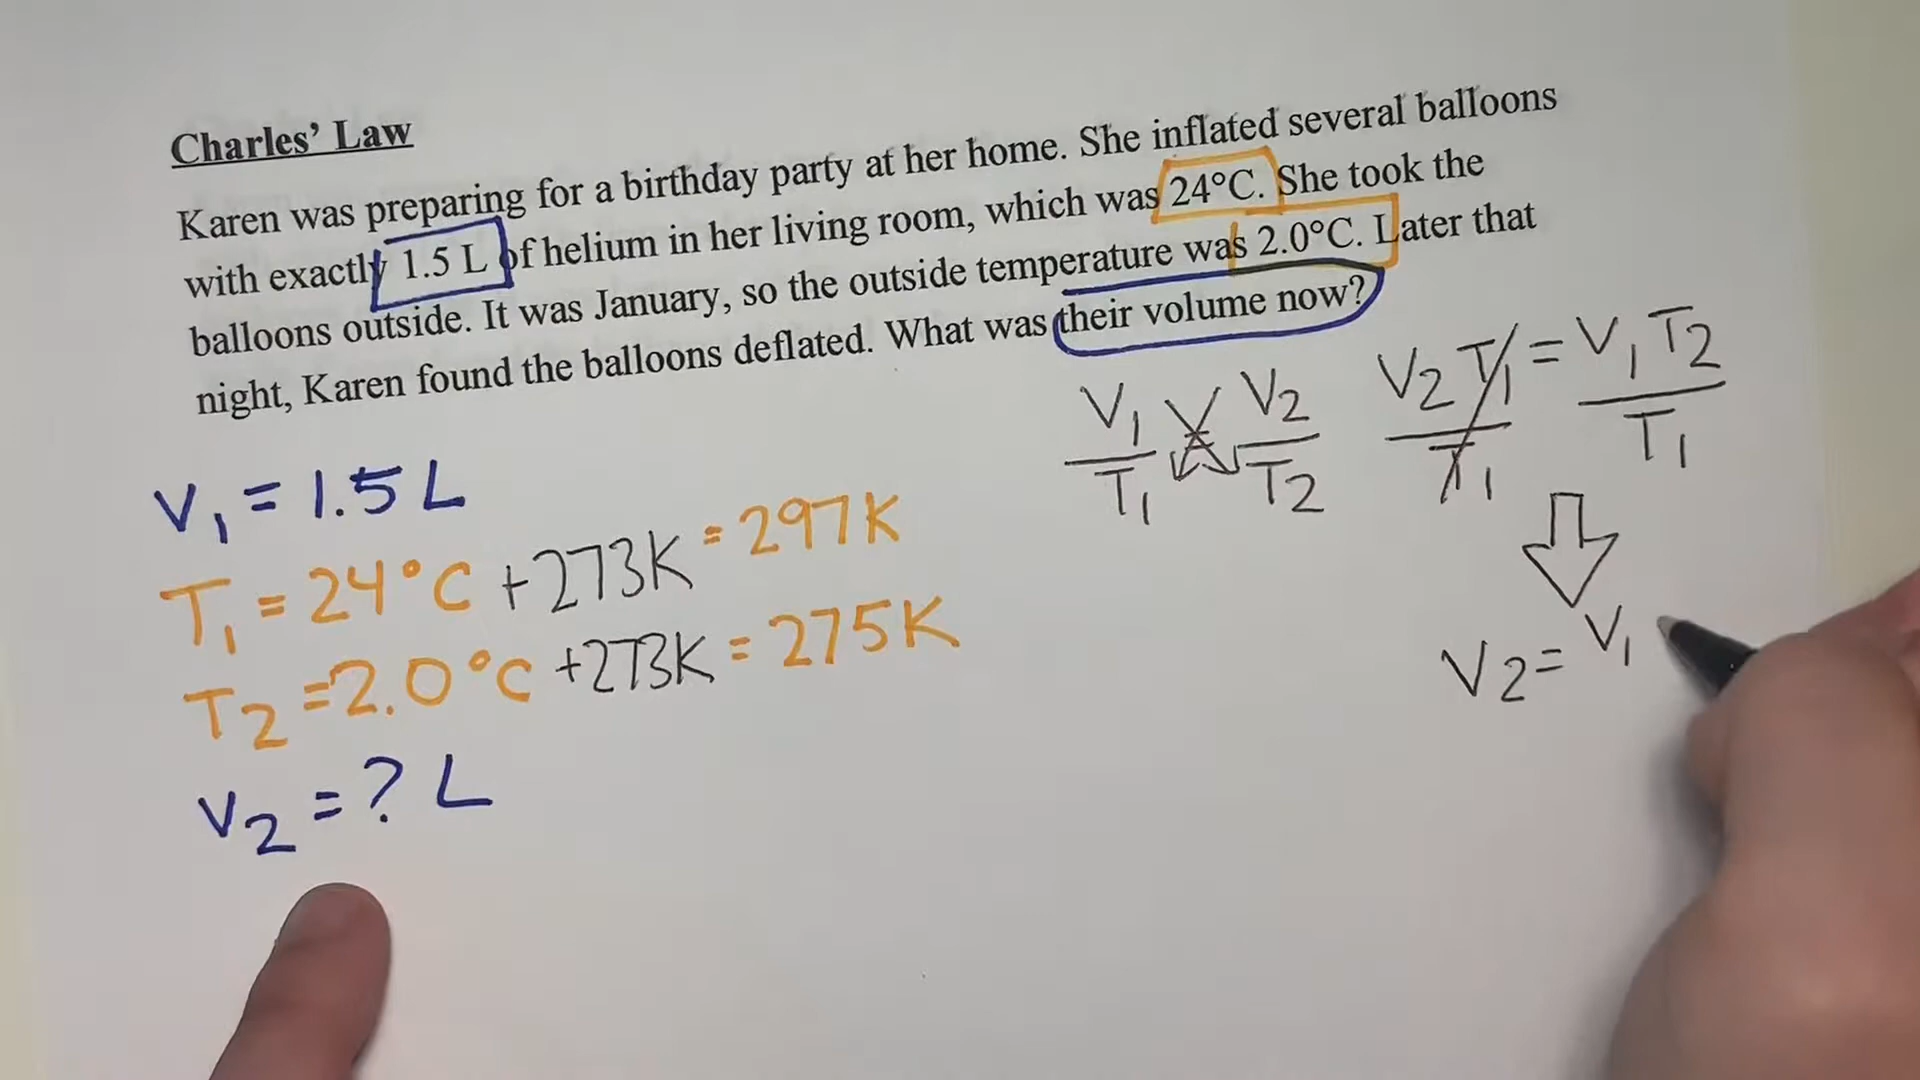 Charles’ Law
Karen was preparing for a birthday party at her home. She inflated several balloons
with exactly 1.5 L of helium in her living room, which was 24°C. She took the
balloons outside. It was January, so the outside temperature was 2.0°C. Later that
night, Karen found the balloons deflated. What was their volume now?
V₁ V₂
T₁ T₂
V₂ T₁ = V₁ T₂
T₁ T₁
V₁ = 1.5 L
T₁ = 24°C +273K = 297K
T₂ = 2.0°C +273K = 275K
V₂ = ? L
V₂ = V₁